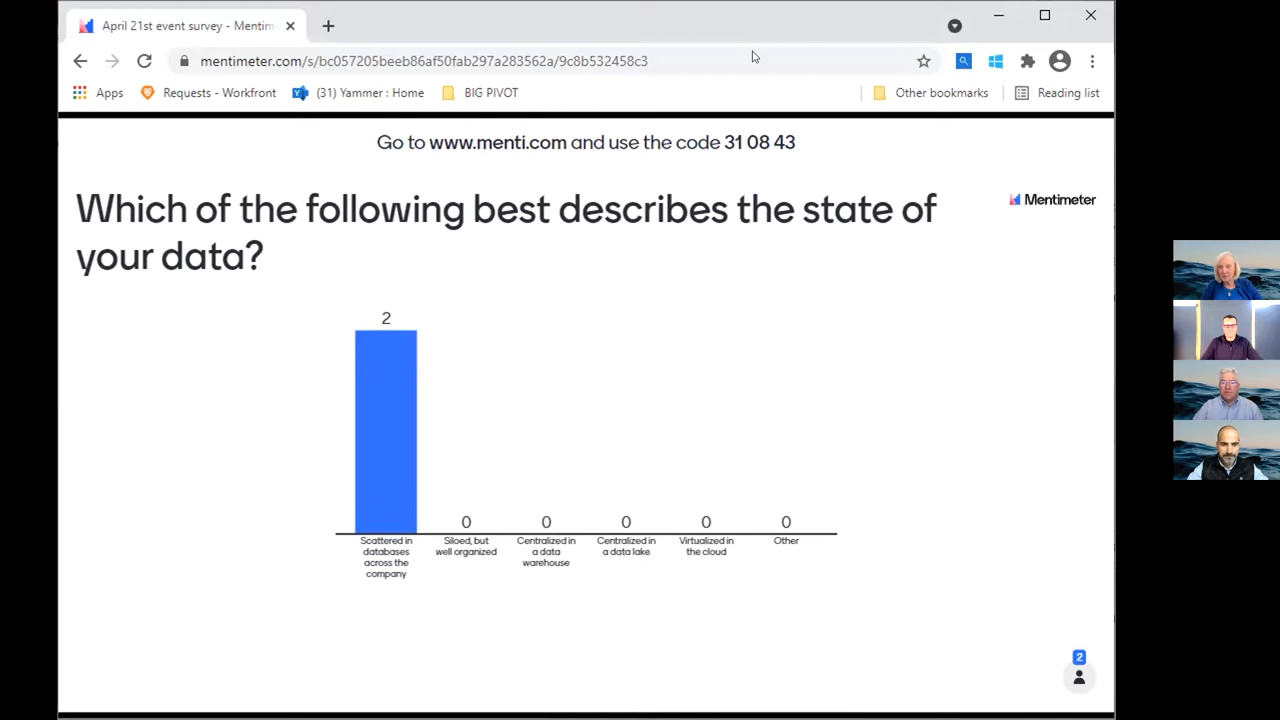 April 21st event survey - Mentim
mentimeter.com/s/bc057205beeb86af50fab297a283562a/9c8b532458c3
Apps
Requests - Workfront
(31) Yammer : Home
BIG PIVOT
Other bookmarks
Reading list
Go to www.menti.com and use the code 31 08 43
Which of the following best describes the state of
your data?
Mentimeter
2
0
0
0
0
0
Scattered in
databases
across the
company
Siloed, but
well organized
Centralized in
a data
warehouse
Centralized in
a data lake
Virtualized in
the cloud
Other
2